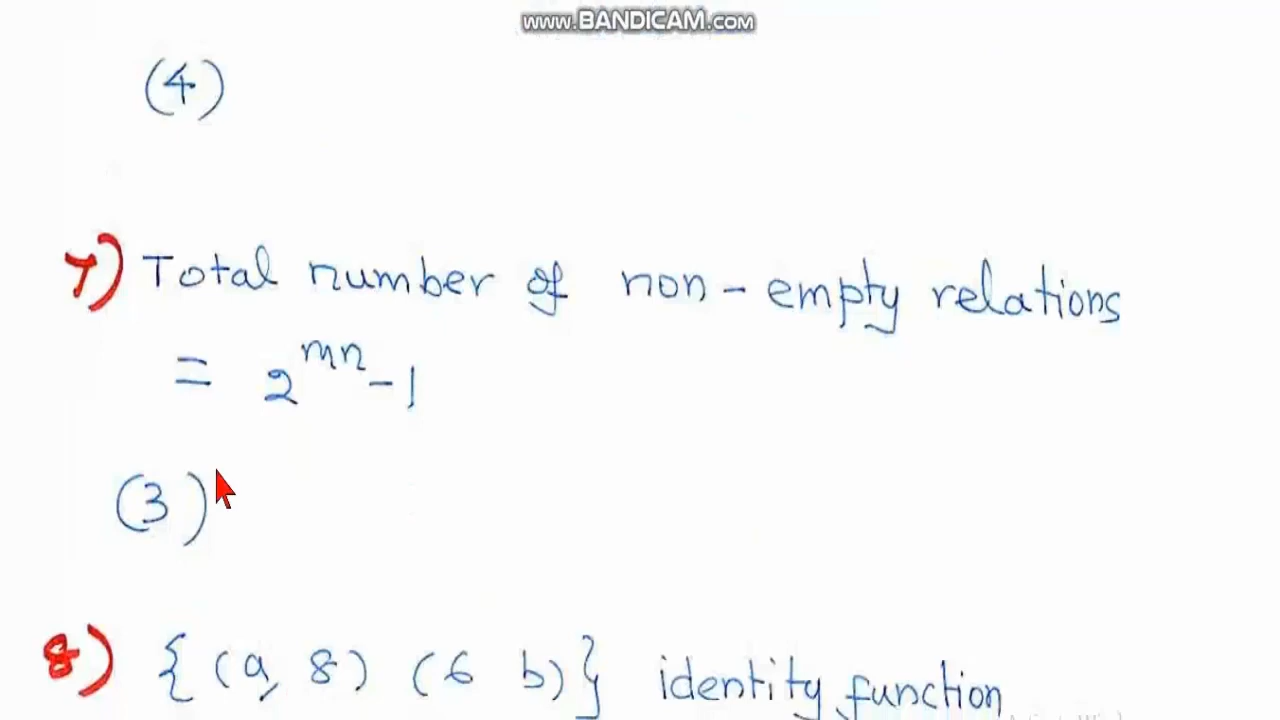 www.BANDICAM.com
(4)
7) Total number of non-empty relations
= 2^mn - 1
(3)
8) {(a, 8) (6 b)} identity function